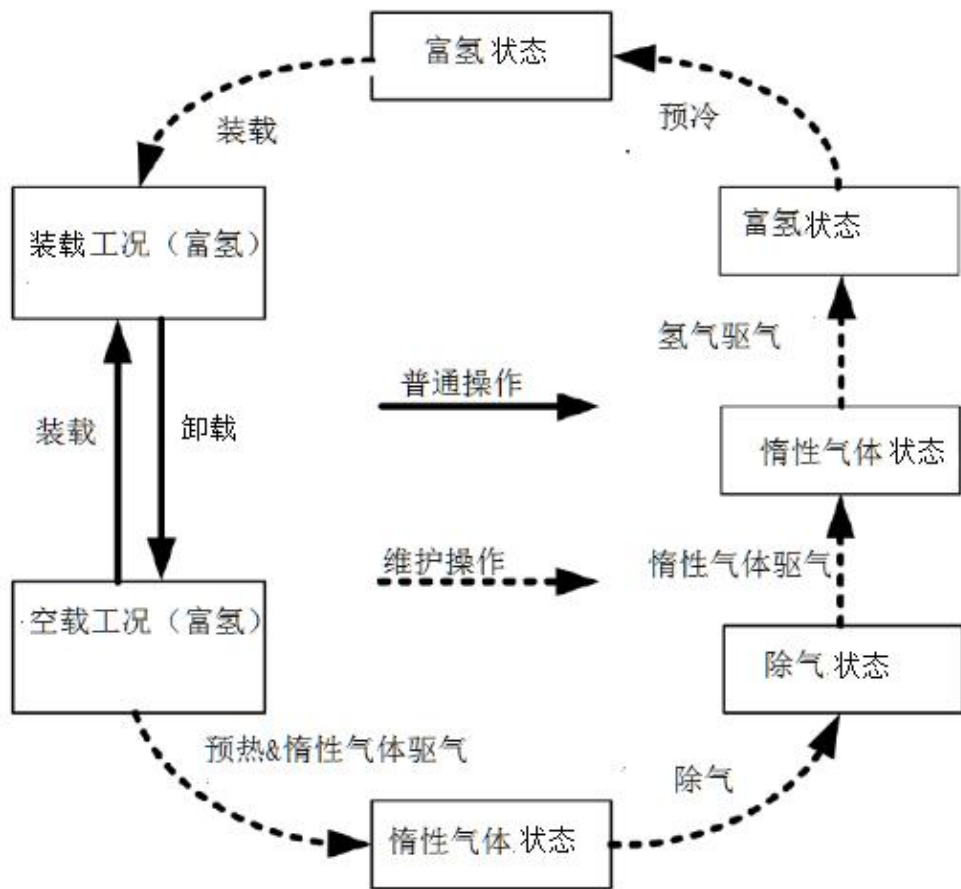 富氢 状态
装载
预冷
装载工况（富氢）
富氢状态
氢气驱气
普通操作
装载
卸载
惰性气体 状态
维护操作
惰性气体驱气
空载工况（富氢）
除气 状态
预热&惰性气体驱气
除气
惰性气体 状态